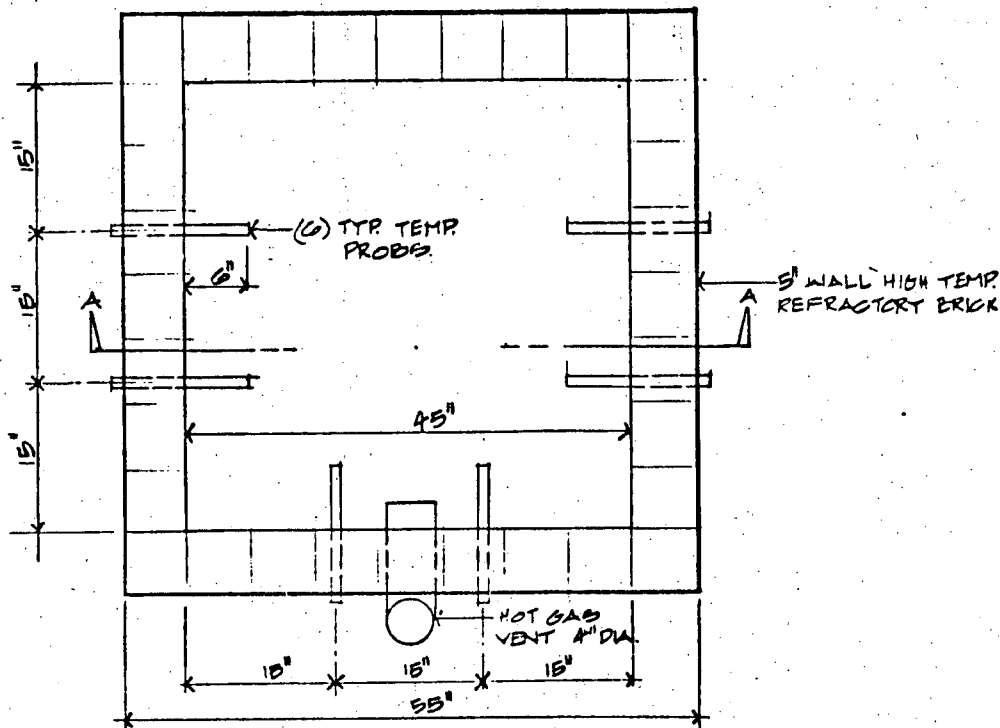 15"
(6) TYP. TEMP.
PROBS.
6"
5" WALL HIGH TEMP.
REFRACTORY BRICK
A
A
15"
45"
15"
HOT GAS
VENT 4" DIA.
15"
15"
15"
55"